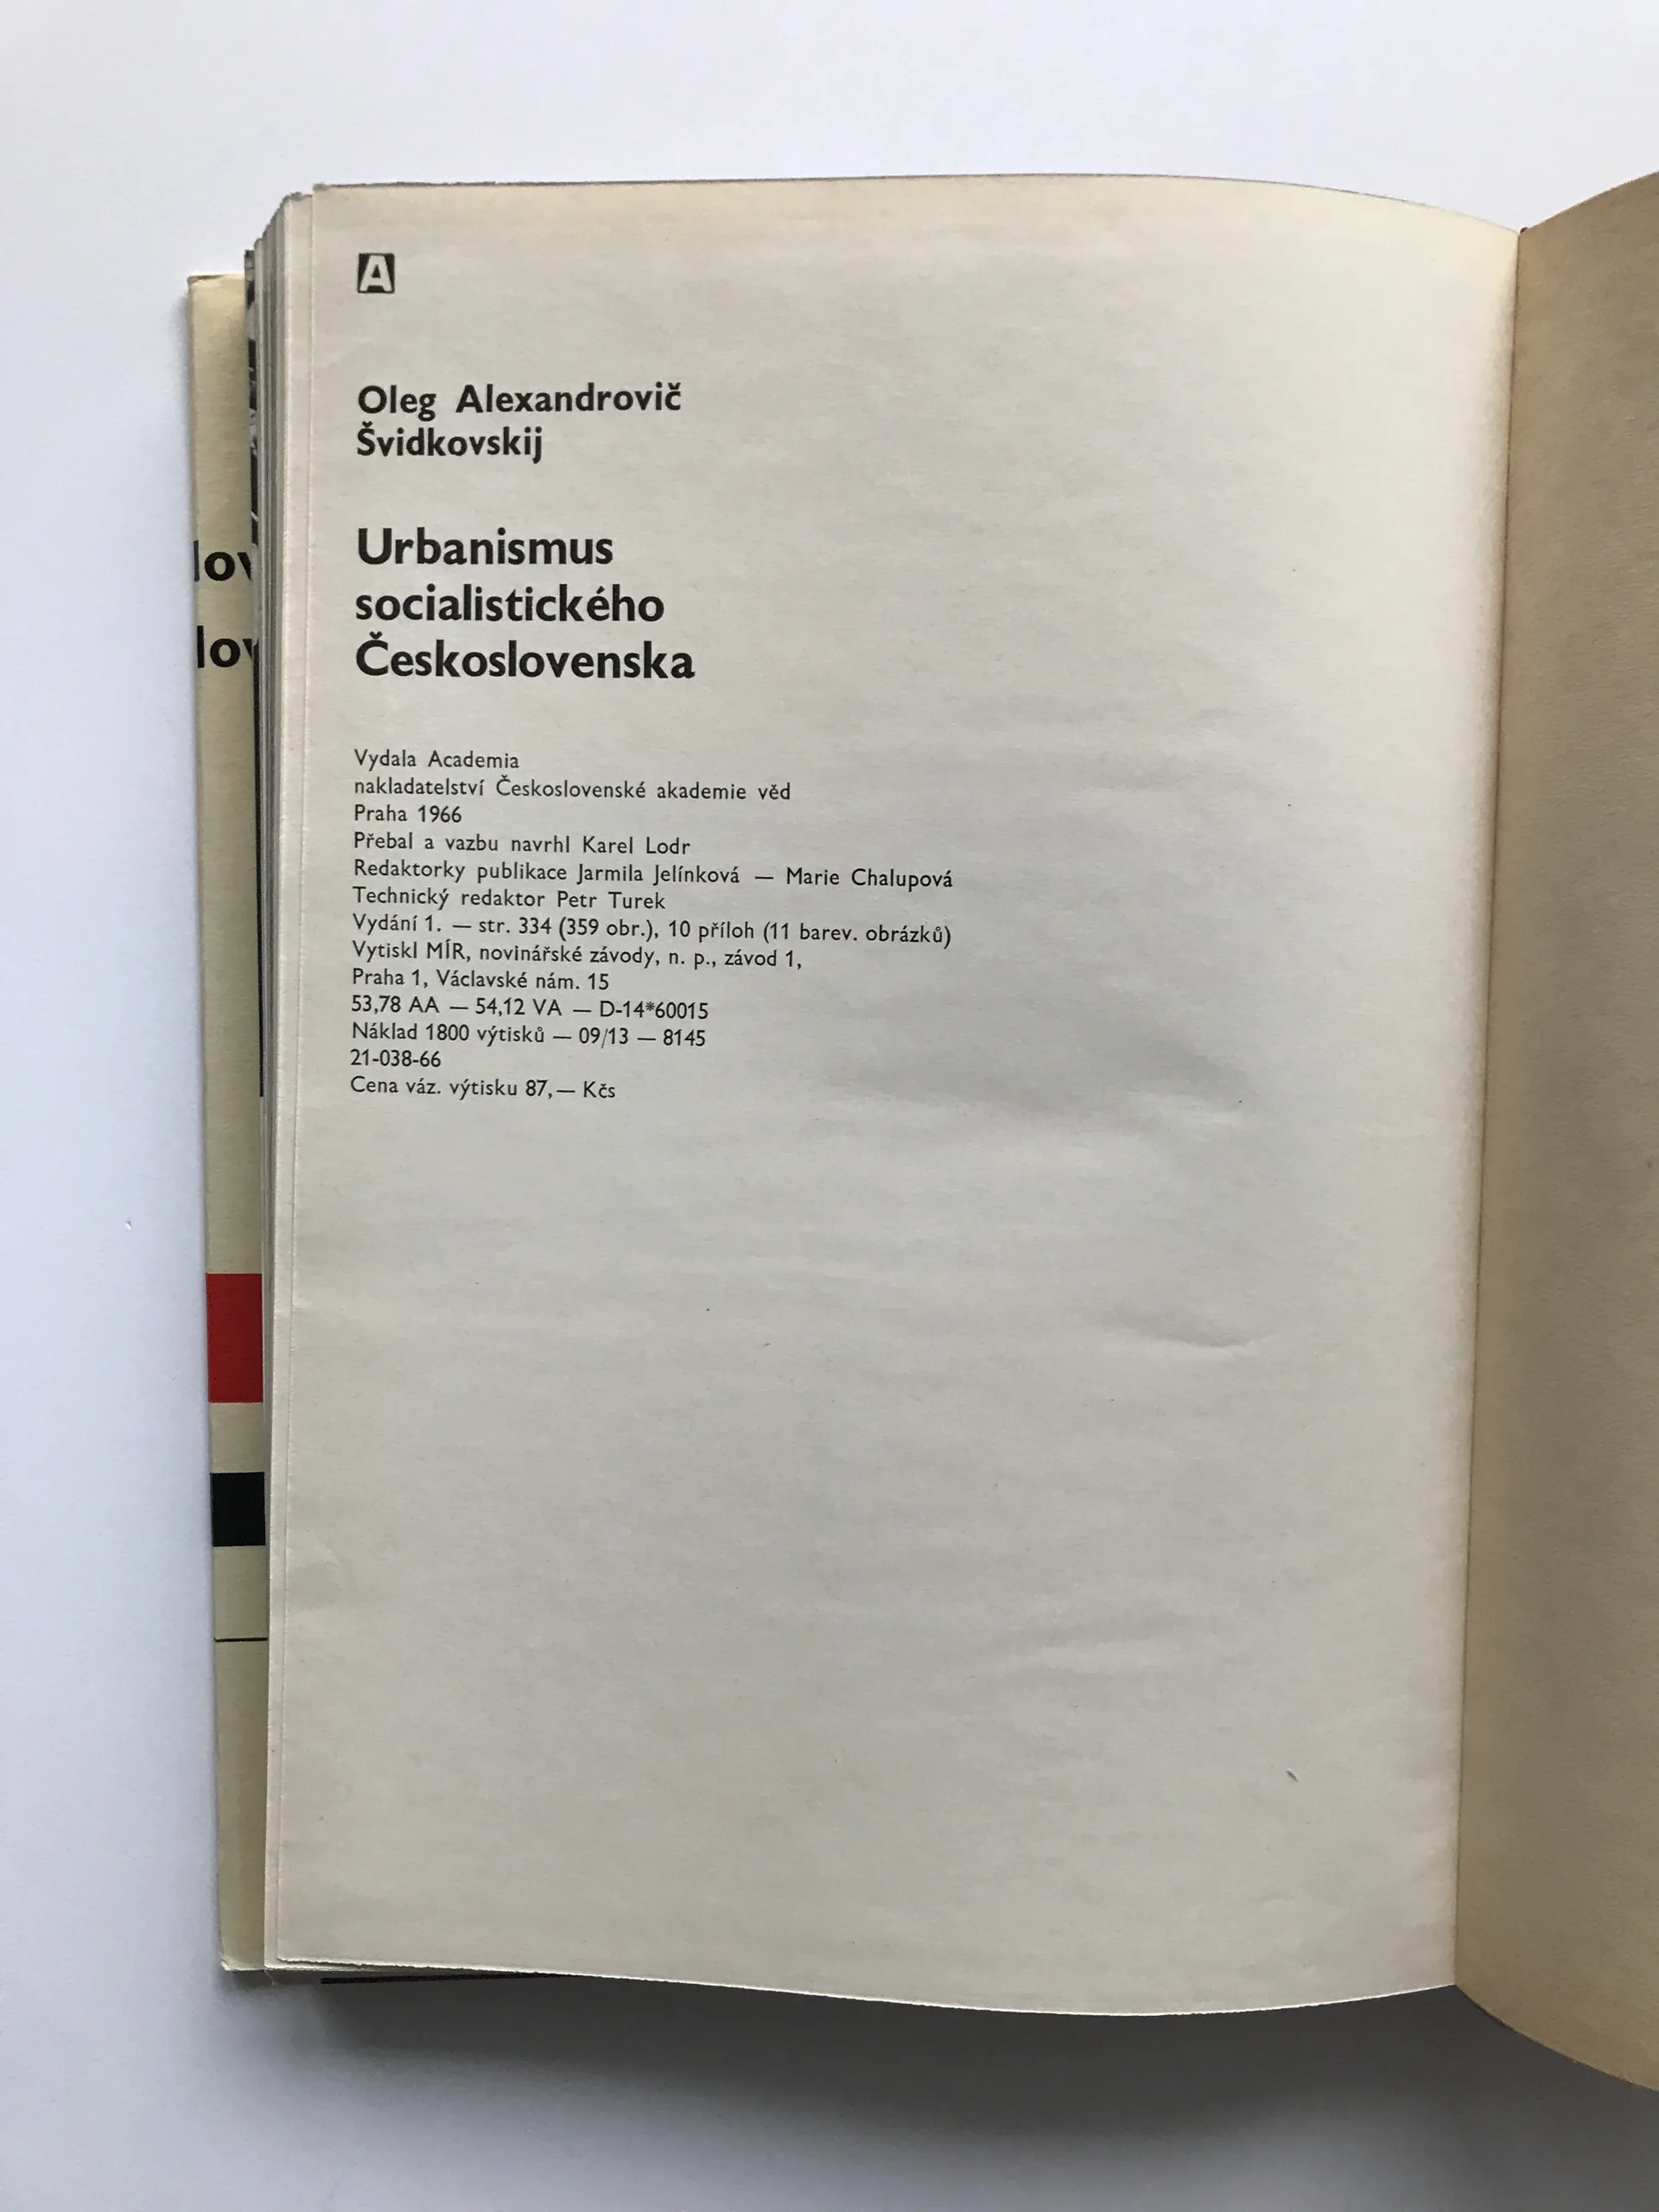 A
Oleg Alexandrovič
Švidkovskij
Urbanismus
socialistického
Československa
Vydala Academia
nakladatelství Československé akademie věd
Praha 1966
Přebal a vazbu navrhl Karel Lodr
Redaktorky publikace Jarmila Jelínková — Marie Chalupová
Technický redaktor Petr Turek
Vydání 1. — str. 334 (359 obr.), 10 příloh (11 barev. obrázků)
Vytiskl MÍR, novinářské závody, n. p., závod 1,
Praha 1, Václavské nám. 15
53,78 AA — 54,12 VA — D-14*60015
Náklad 1800 výtisků — 09/13 — 8145
21-038-66
Cena váz. výtisku 87,— Kčs